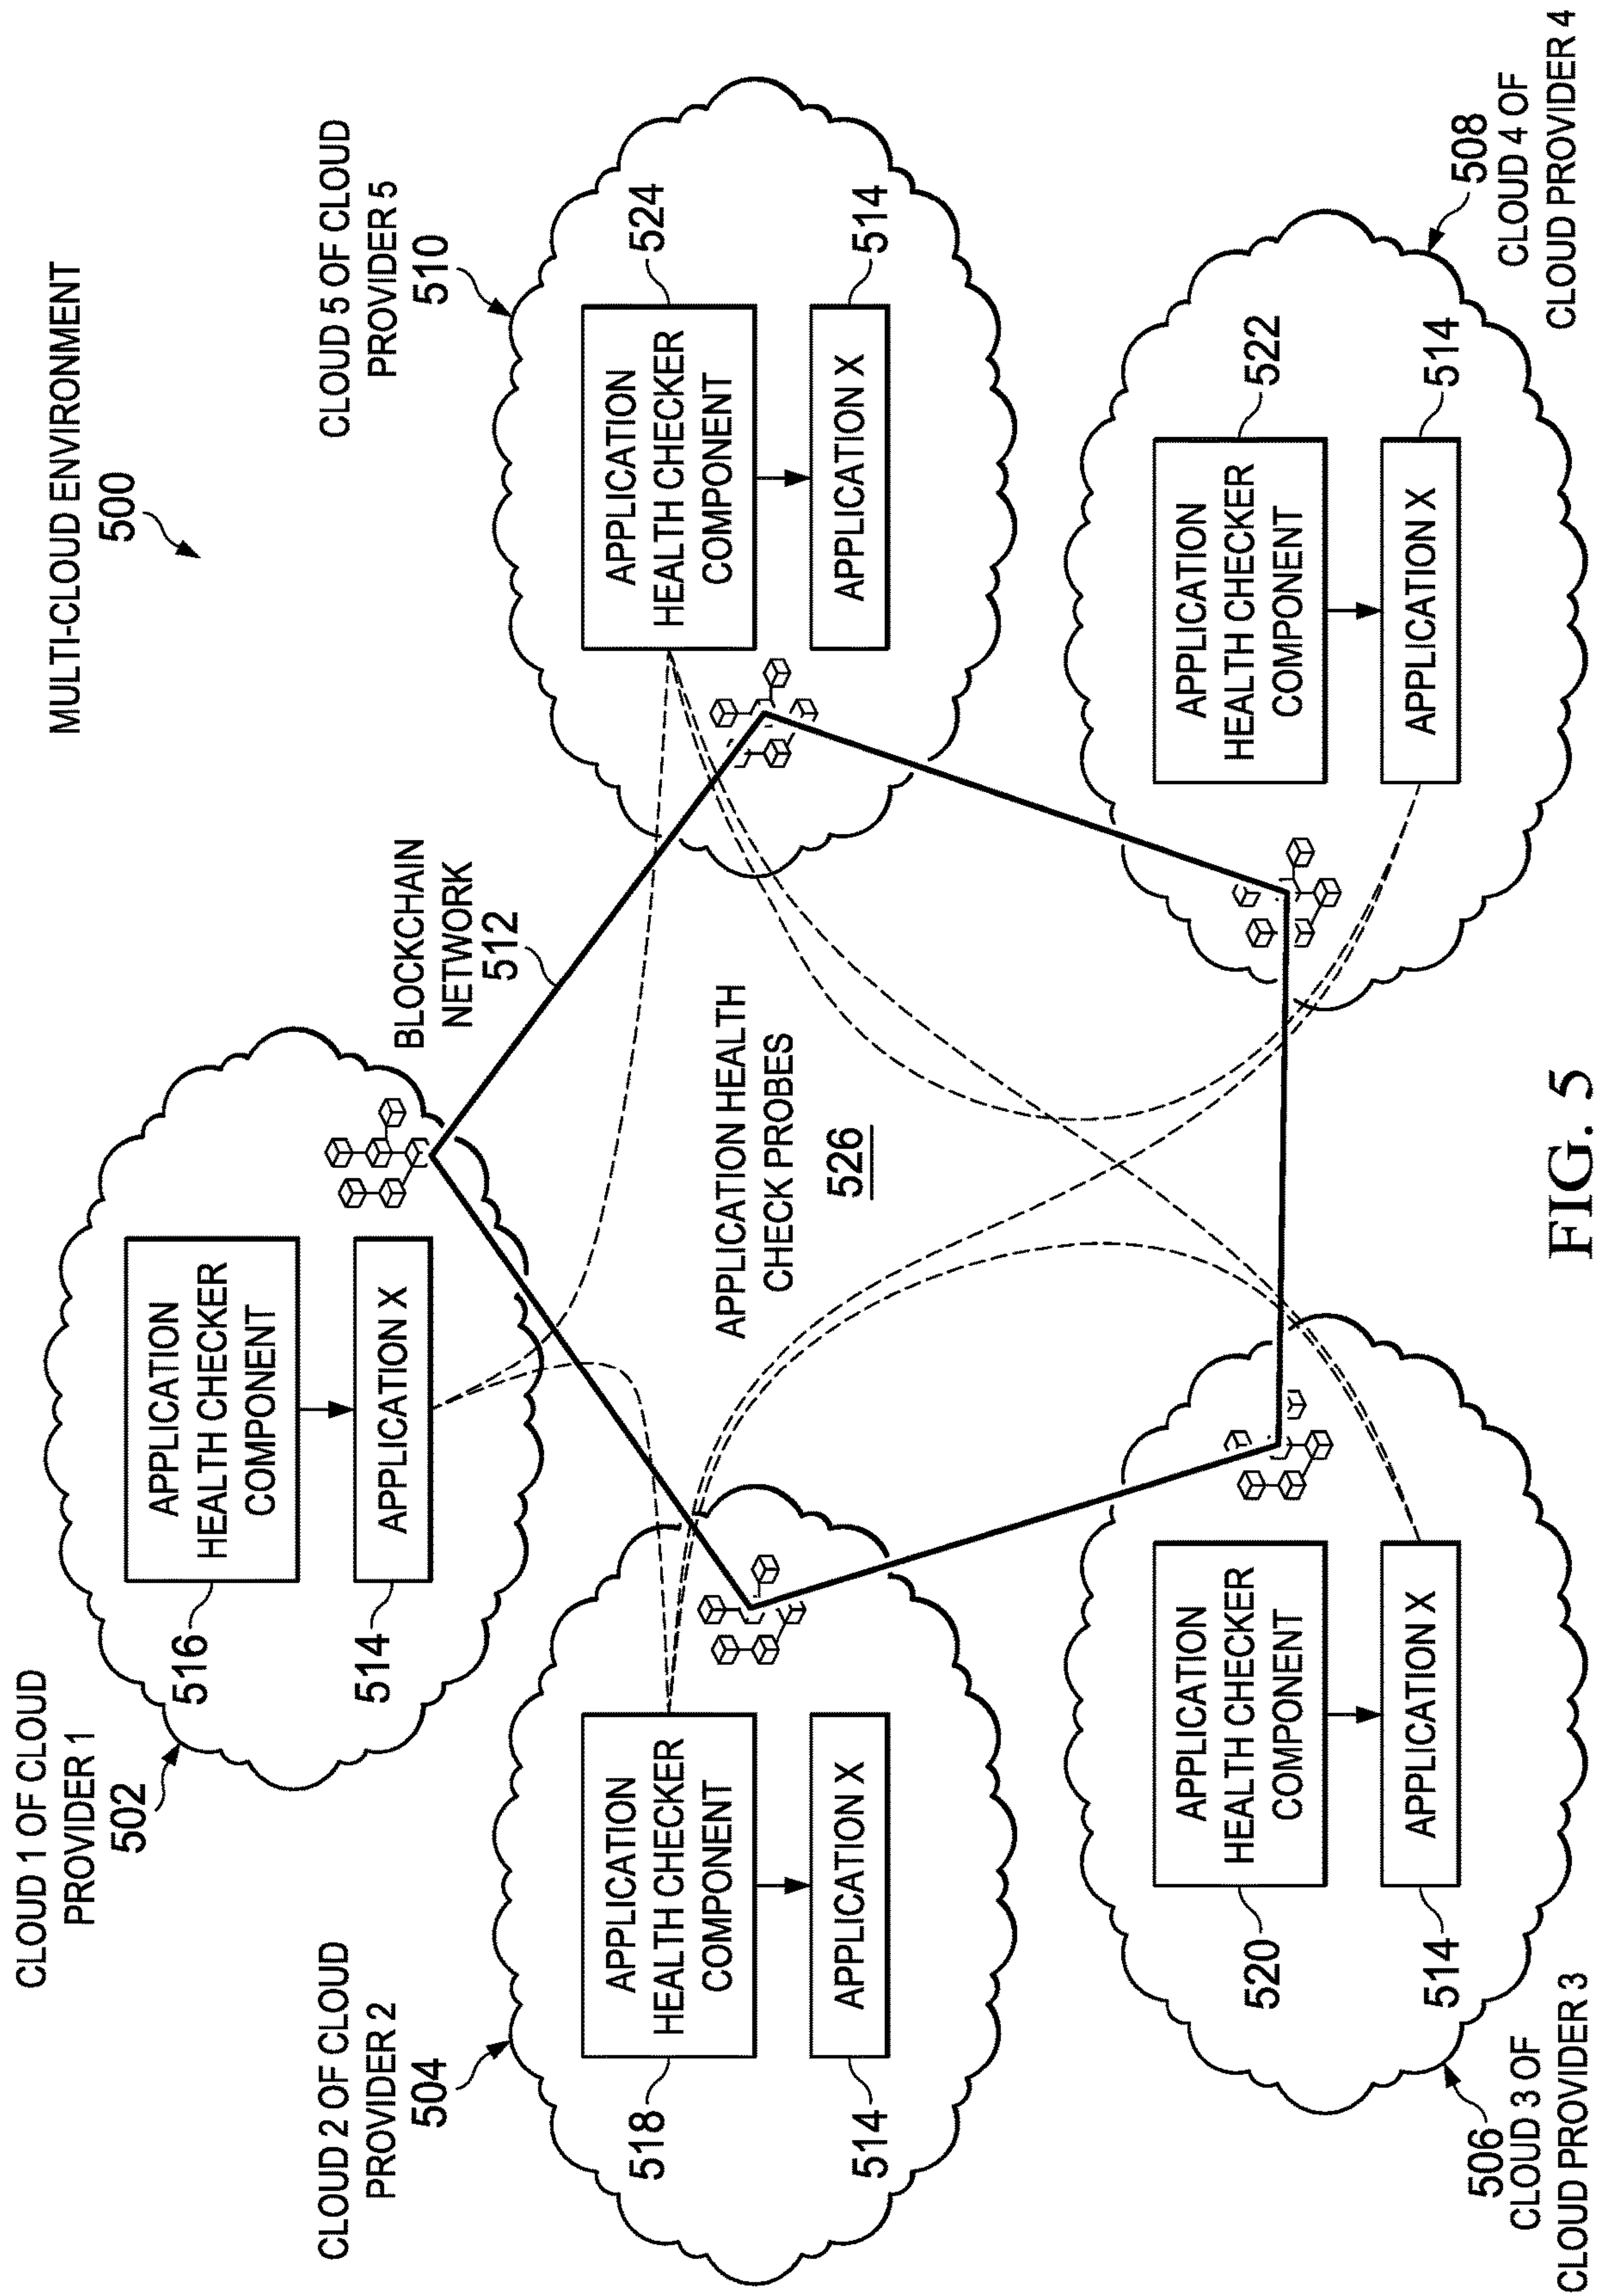 MULTI-CLOUD ENVIRONMENT
500
CLOUD 1 OF CLOUD
PROVIDER 1
502
516
APPLICATION
HEALTH CHECKER
COMPONENT
514
APPLICATION X
BLOCKCHAIN
NETWORK
512
CLOUD 2 OF CLOUD
PROVIDER 2
504
518
APPLICATION
HEALTH CHECKER
COMPONENT
514
APPLICATION X
APPLICATION HEALTH
CHECK PROBES
526
CLOUD 5 OF CLOUD
PROVIDER 5
510
APPLICATION
HEALTH CHECKER
COMPONENT
524
APPLICATION X
514
520
APPLICATION
HEALTH CHECKER
COMPONENT
514
APPLICATION X
506
CLOUD 3 OF
CLOUD PROVIDER 3
APPLICATION
HEALTH CHECKER
COMPONENT
522
APPLICATION X
514
508
CLOUD 4 OF
CLOUD PROVIDER 4
FIG. 5